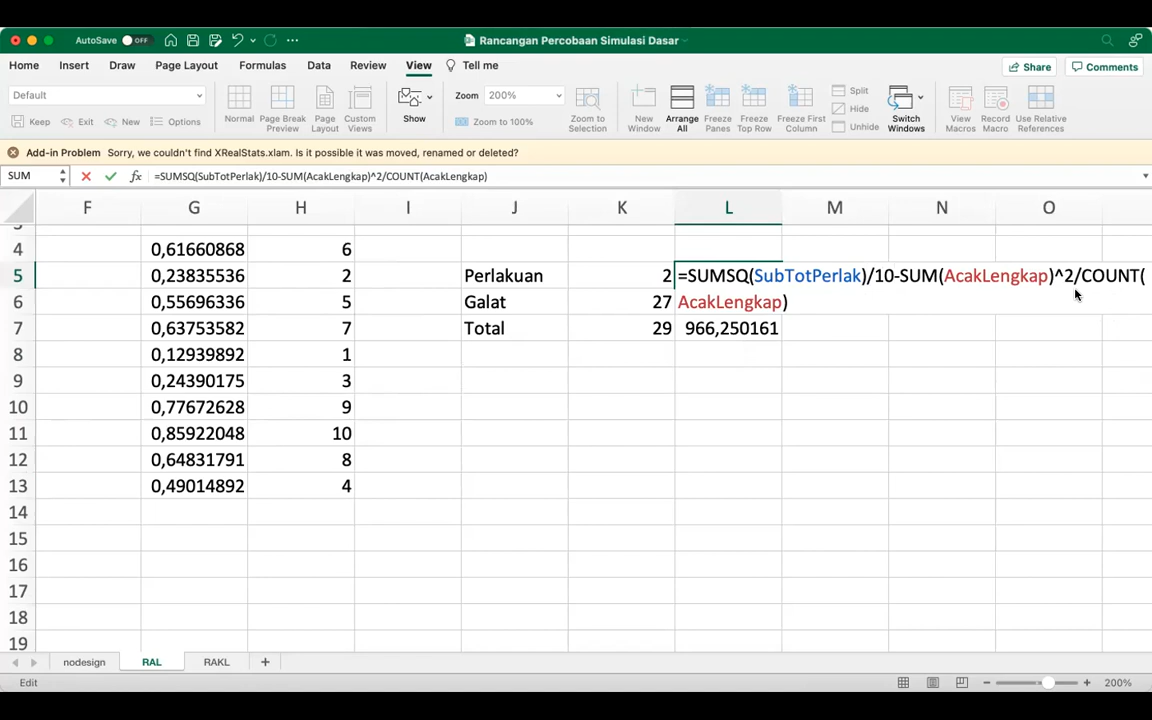 AutoSave OFF
Rancangan Percobaan Simulasi Dasar
Home Insert Draw Page Layout Formulas Data Review View Tell me Share Comments
Default
Keep Exit New Options
Normal Page Break Preview Page Layout Custom Views
Show
Zoom 200%
Zoom to 100%
Zoom to Selection
New Window Arrange All Freeze Panes Freeze Top Row Freeze First Column
Split
Hide
Unhide
Switch Windows
View Macros Record Macro Use Relative References
Add-in Problem Sorry, we couldn't find XRealStats.xlam. Is it possible it was moved, renamed or deleted?
SUM fx =SUMSQ(SubTotPerlak)/10-SUM(AcakLengkap)^2/COUNT(AcakLengkap)
F G H I J K L M N O
4 0,61660868 6
5 0,23835536 2 Perlakuan 2 =SUMSQ(SubTotPerlak)/10-SUM(AcakLengkap)^2/COUNT(
6 0,55696336 5 Galat 27 AcakLengkap)
7 0,63753582 7 Total 29 966,250161
8 0,12939892 1
9 0,24390175 3
10 0,77672628 9
11 0,85922048 10
12 0,64831791 8
13 0,49014892 4
14
15
16
17
18
19
nodesign RAL RAKL +
Edit 200%